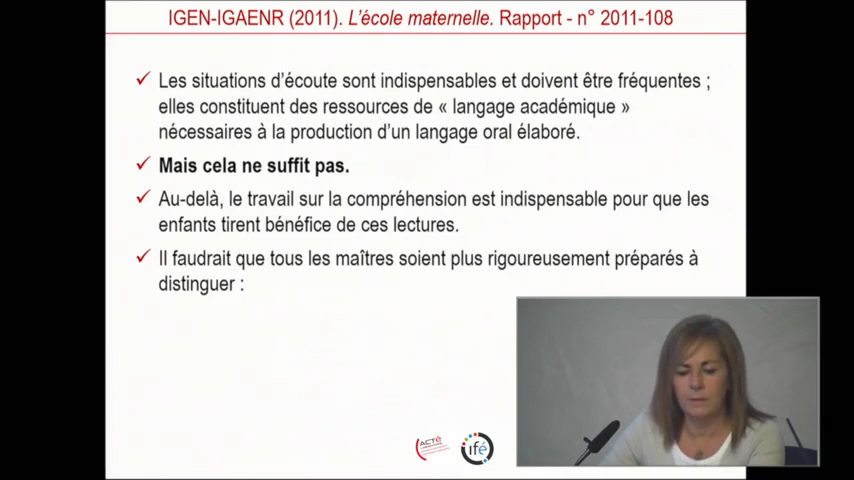 IGEN-IGAENR (2011). L'école maternelle. Rapport - n° 2011-108
✓ Les situations d'écoute sont indispensables et doivent être fréquentes ;
elles constituent des ressources de « langage académique »
nécessaires à la production d'un langage oral élaboré.
✓ Mais cela ne suffit pas.
✓ Au-delà, le travail sur la compréhension est indispensable pour que les
enfants tirent bénéfice de ces lectures.
✓ Il faudrait que tous les maîtres soient plus rigoureusement préparés à
distinguer :
ACTé
ifé